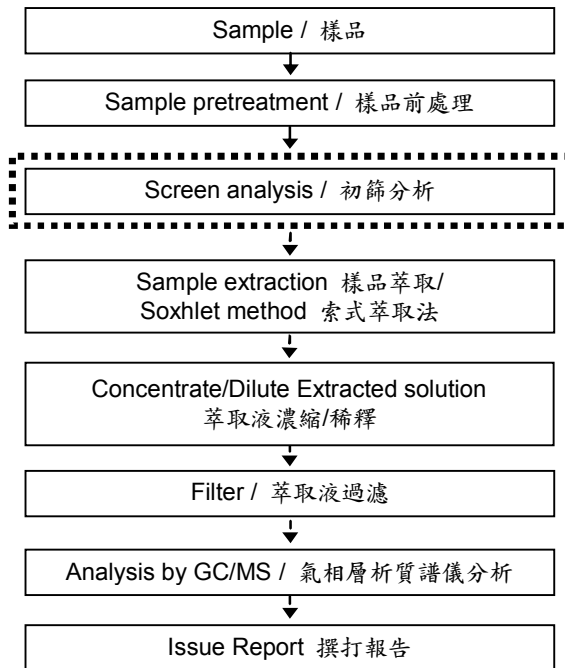 Sample / 樣品
Sample pretreatment / 樣品前處理
Screen analysis / 初篩分析
Sample extraction 樣品萃取/
Soxhlet method 索式萃取法
Concentrate/Dilute Extracted solution
萃取液濃縮/稀釋
Filter / 萃取液過濾
Analysis by GC/MS / 氣相層析質譜儀分析
Issue Report 撰打報告